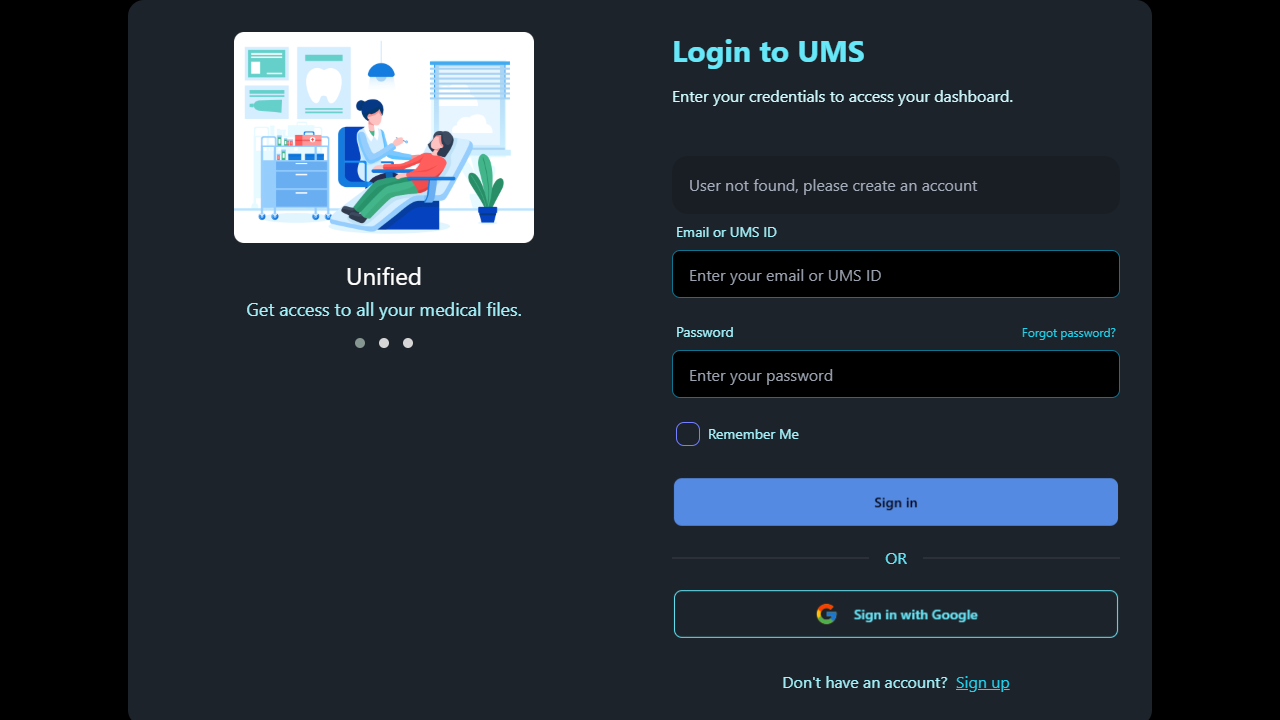 Unified
Get access to all your medical files.
Login to UMS
Enter your credentials to access your dashboard.
User not found, please create an account
Email or UMS ID
Enter your email or UMS ID
Password
Forgot password?
Enter your password
Remember Me
Sign in
OR
Sign in with Google
Don't have an account? Sign up